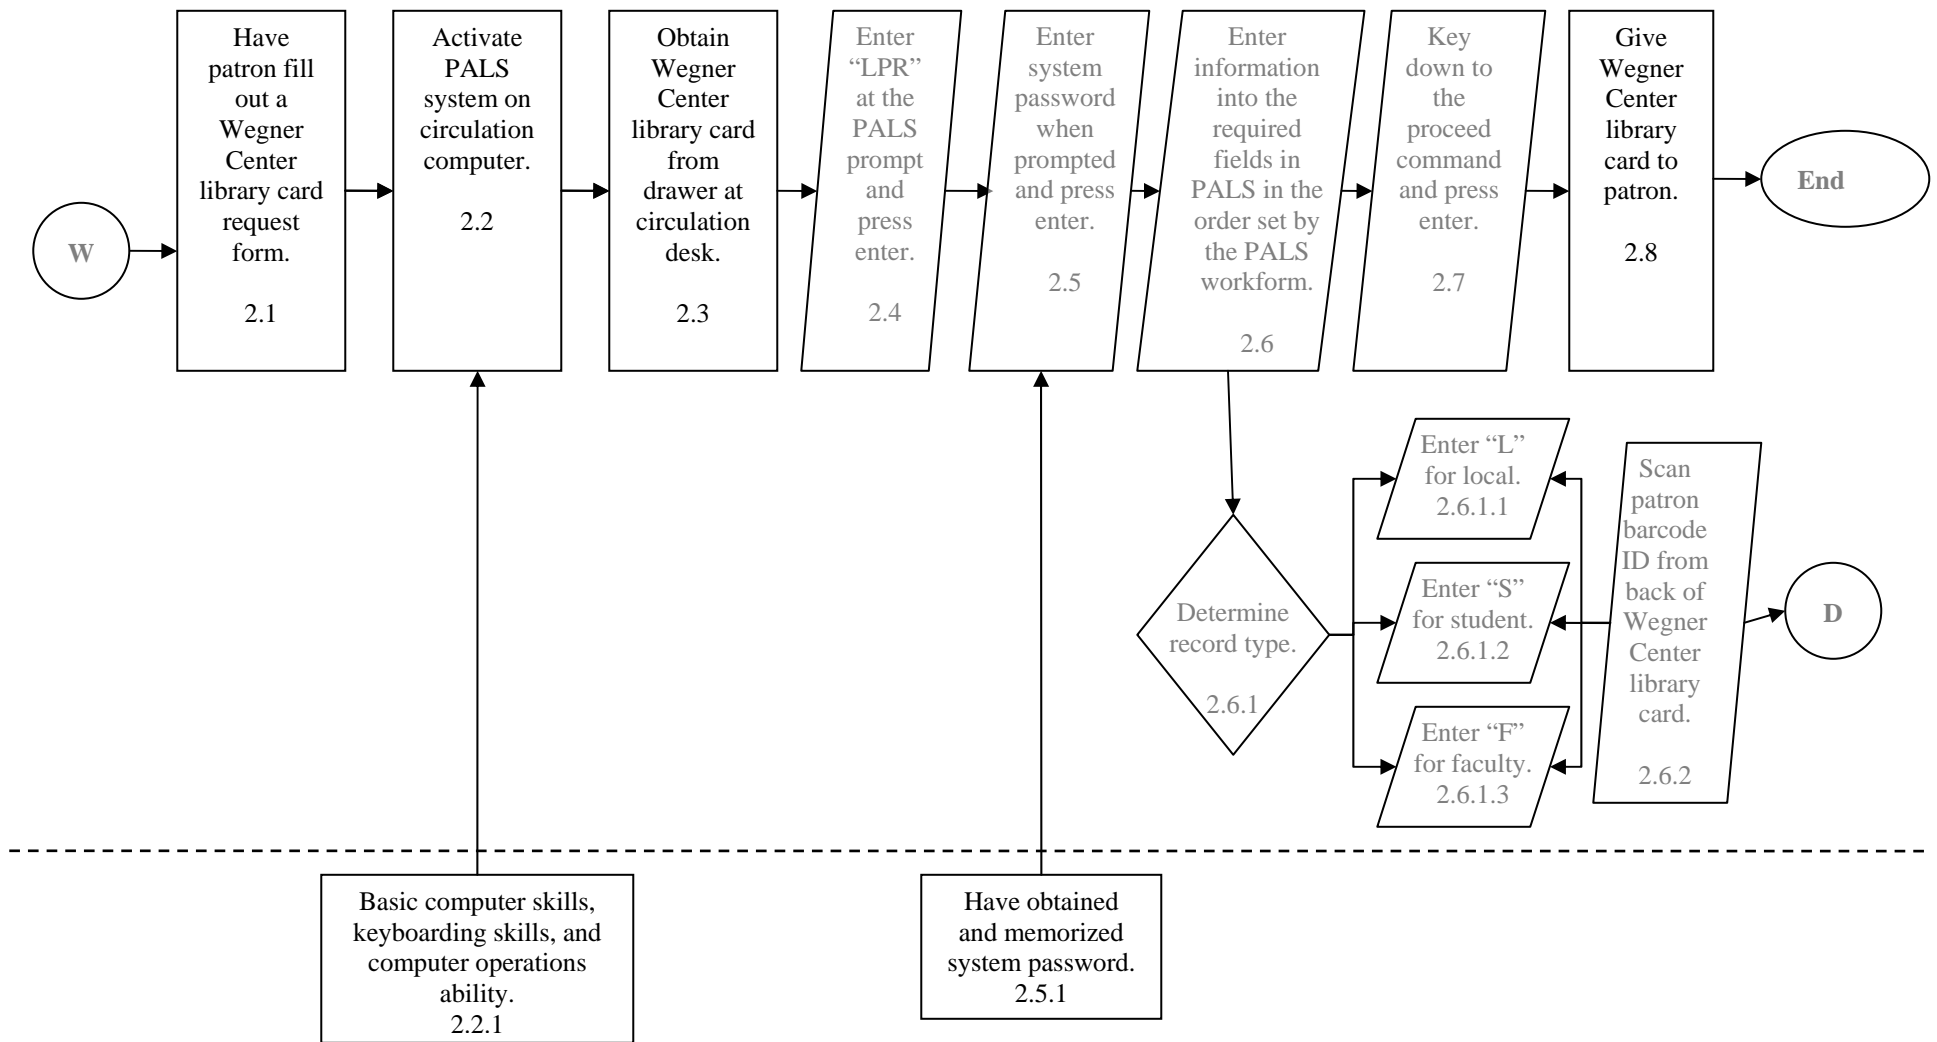 W
Have
patron fill
out a
Wegner
Center
library card
request
form.
2.1
Activate
PALS
system on
circulation
computer.
2.2
Obtain
Wegner
Center
library card
from
drawer at
circulation
desk.
2.3
Enter
“LPR”
at the
PALS
prompt
and
press
enter.
2.4
Enter
system
password
when
prompted
and press
enter.
2.5
Enter
information
into the
required
fields in
PALS in the
order set by
the PALS
workform.
2.6
Key
down to
the
proceed
command
and press
enter.
2.7
Give
Wegner
Center
library
card to
patron.
2.8
End
Determine
record type.
2.6.1
Enter “L”
for local.
2.6.1.1
Enter “S”
for student.
2.6.1.2
Enter “F”
for faculty.
2.6.1.3
Scan
patron
barcode
ID from
back of
Wegner
Center
library
card.
2.6.2
D
Basic computer skills,
keyboarding skills, and
computer operations
ability.
2.2.1
Have obtained
and memorized
system password.
2.5.1